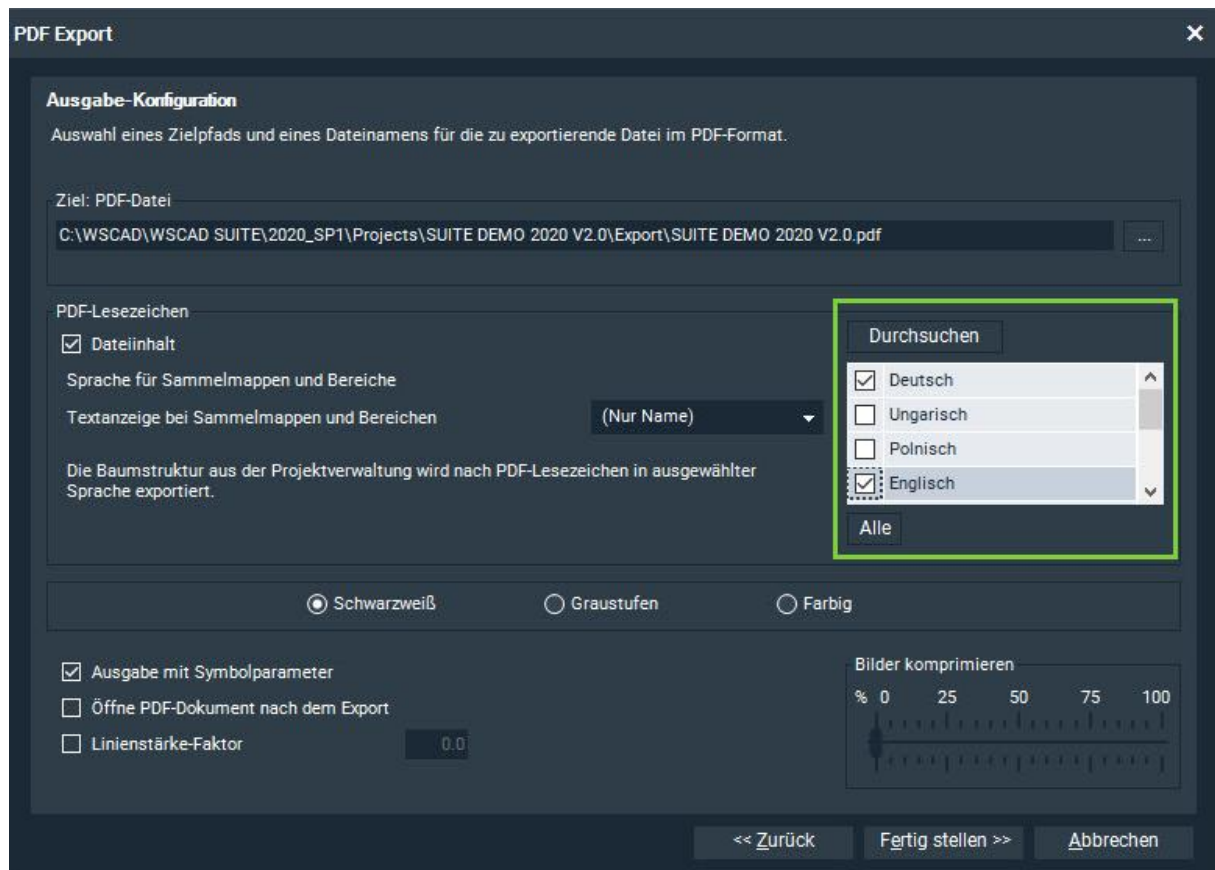 PDF Export
Ausgabe-Konfiguration
Auswahl eines Zielpfads und eines Dateinamens für die zu exportierende Datei im PDF-Format.
Ziel: PDF-Datei
C:\WSCAD\WSCAD SUITE\2020_SP1\Projects\SUITE DEMO 2020 V2.0\Export\SUITE DEMO 2020 V2.0.pdf
...
PDF-Lesezeichen
Dateiinhalt
Sprache für Sammelmappen und Bereiche
Textanzeige bei Sammelmappen und Bereichen
(Nur Name)
Die Baumstruktur aus der Projektverwaltung wird nach PDF-Lesezeichen in ausgewählter
Sprache exportiert.
Durchsuchen
Deutsch
Ungarisch
Polnisch
Englisch
Alle
Schwarzweiß Graustufen Farbig
Ausgabe mit Symbolparameter
Öffne PDF-Dokument nach dem Export
Linienstärke-Faktor 0.0
Bilder komprimieren
% 0 25 50 75 100
<< Zurück Fertig stellen >> Abbrechen